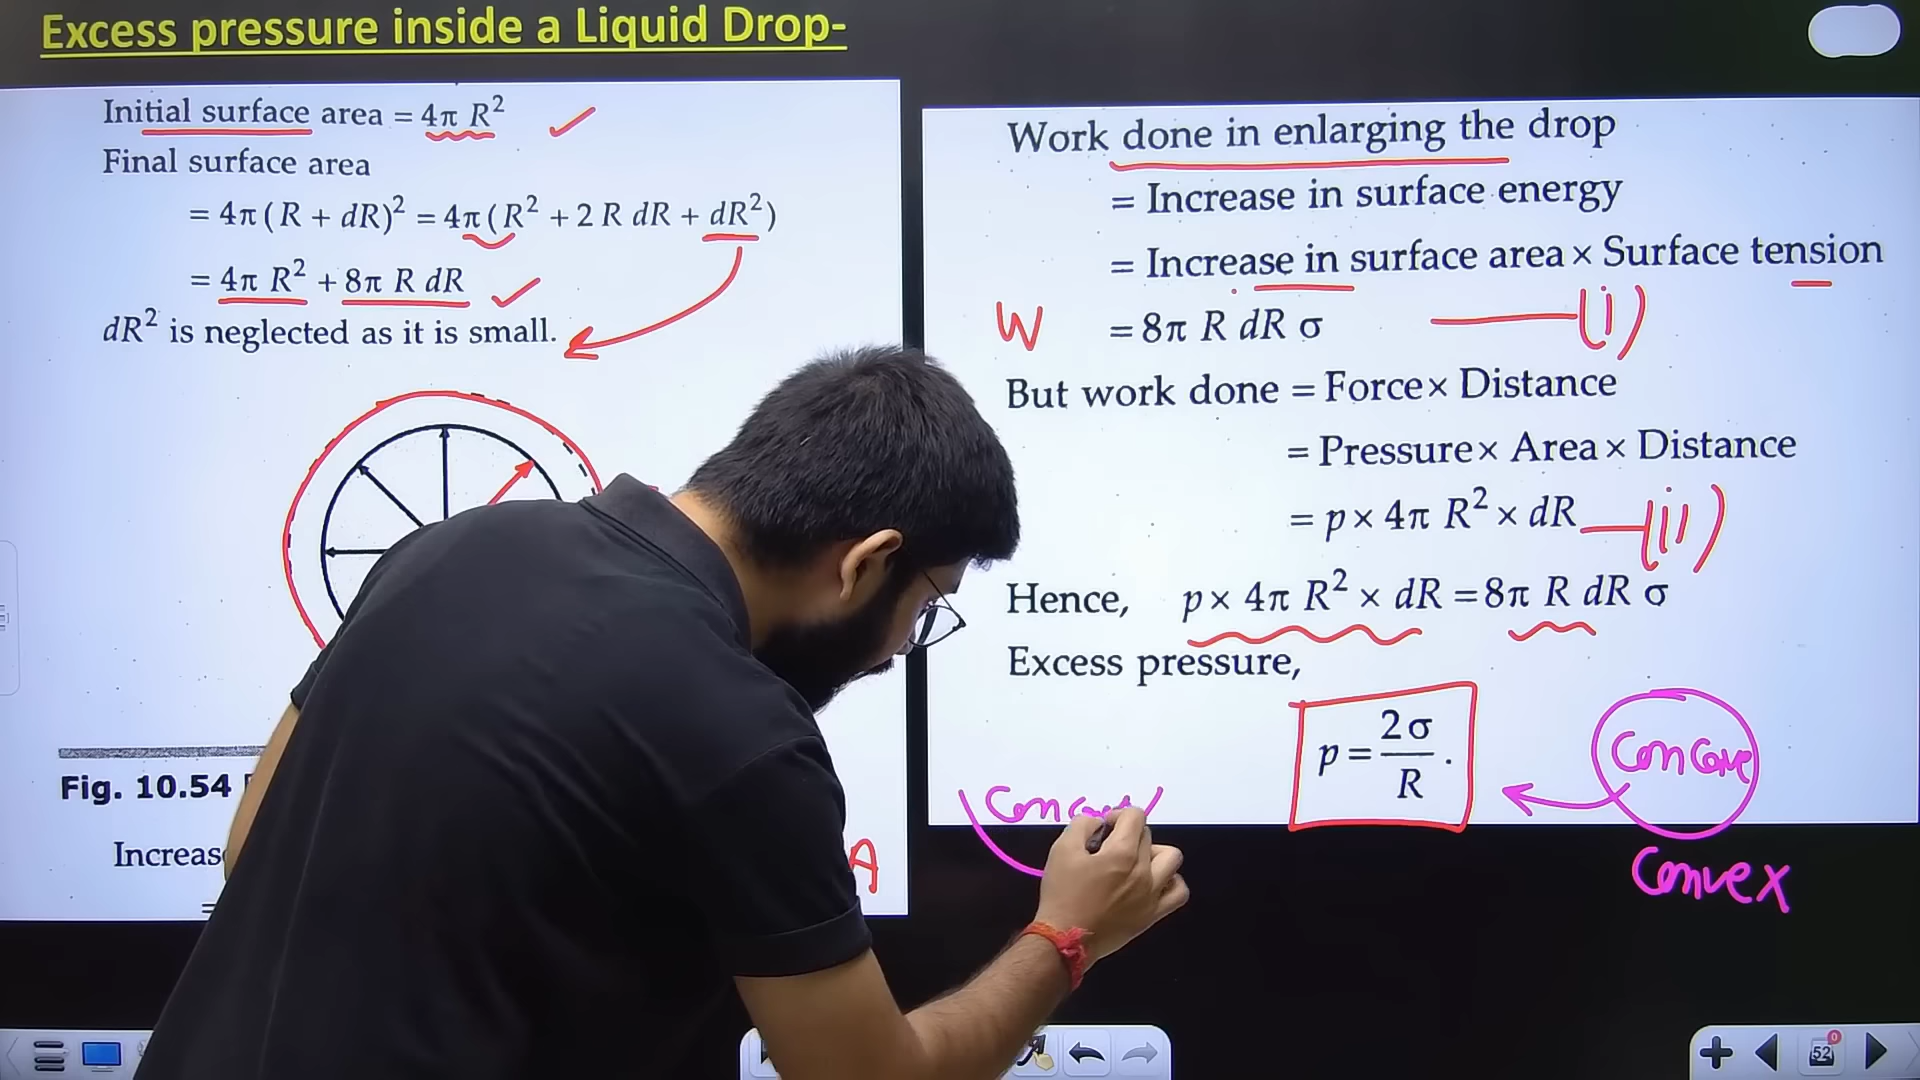 Excess pressure inside a Liquid Drop-
Initial surface area = 4π R²
Final surface area
= 4π (R + dR)² = 4π (R² + 2 R dR + dR²)
= 4π R² + 8π R dR
dR² is neglected as it is small.
Fig. 10.54
Increas
=
A
Work done in enlarging the drop
= Increase in surface energy
= Increase in surface area × Surface tension
W = 8π R dR σ (i)
But work done = Force × Distance
= Pressure × Area × Distance
= p × 4π R² × dR (ii)
Hence, p × 4π R² × dR = 8π R dR σ
Excess pressure,
p = 2σ/R.
Concave
Convex
52
0